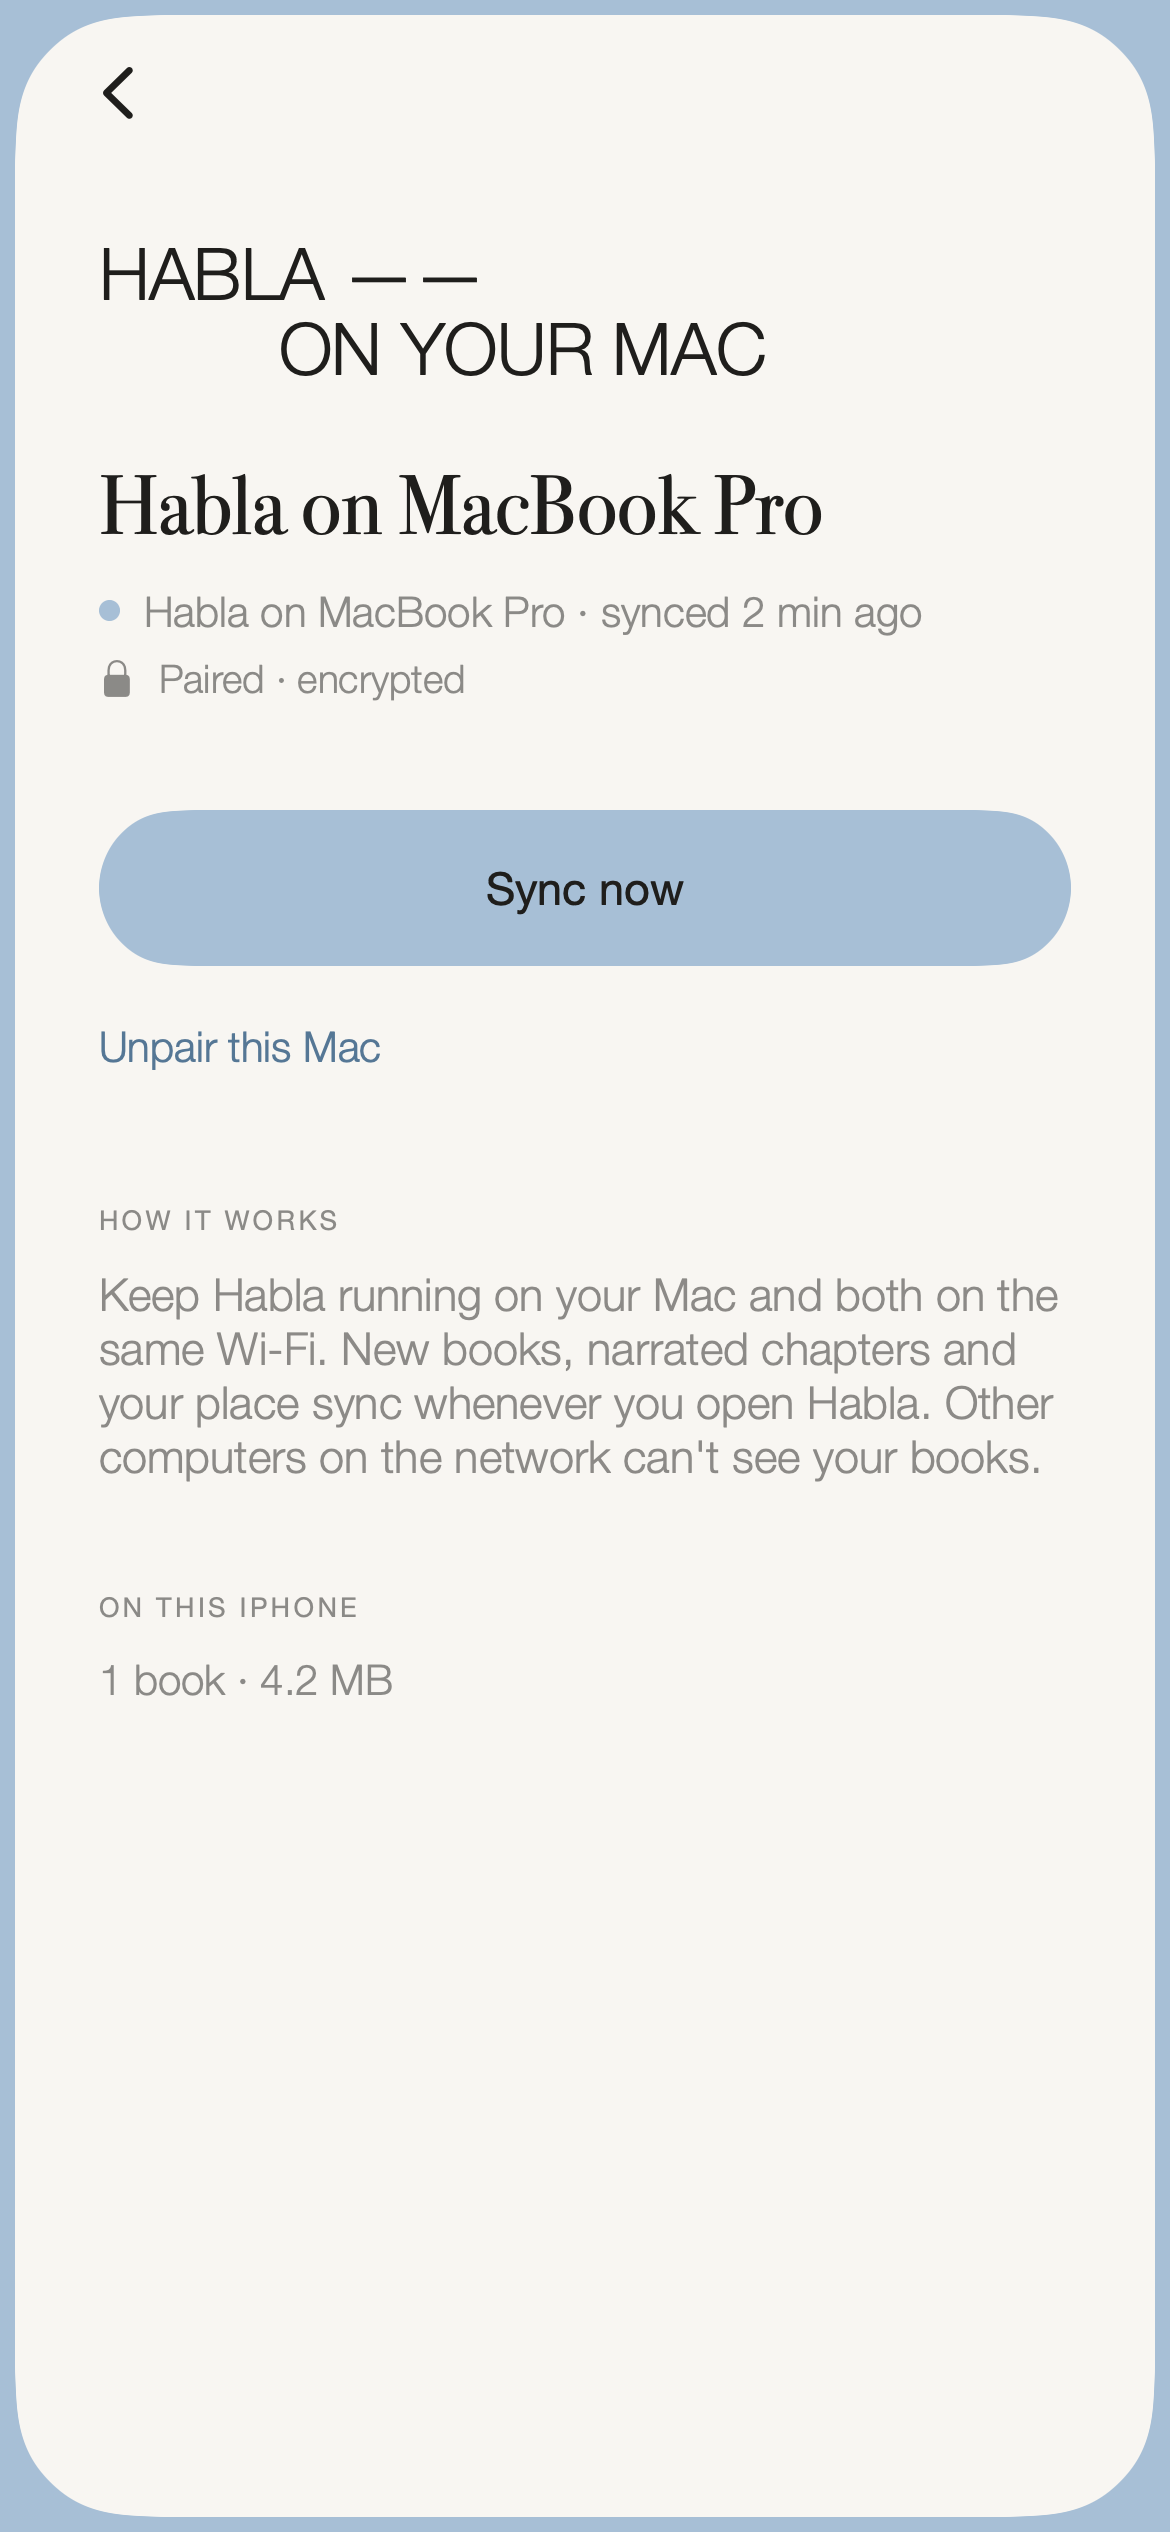 HABLA ——
ON YOUR MAC
Habla on MacBook Pro
Habla on MacBook Pro · synced 2 min ago
Paired · encrypted
Sync now
Unpair this Mac
HOW IT WORKS
Keep Habla running on your Mac and both on the
same Wi-Fi. New books, narrated chapters and
your place sync whenever you open Habla. Other
computers on the network can't see your books.
ON THIS IPHONE
1 book · 4.2 MB